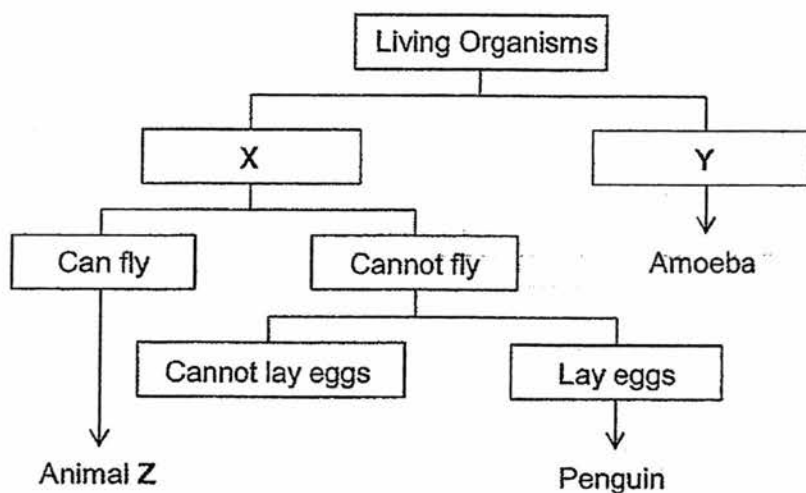 Living Organisms
X
Y
Can fly
Cannot fly
Amoeba
Cannot lay eggs
Lay eggs
Animal Z
Penguin